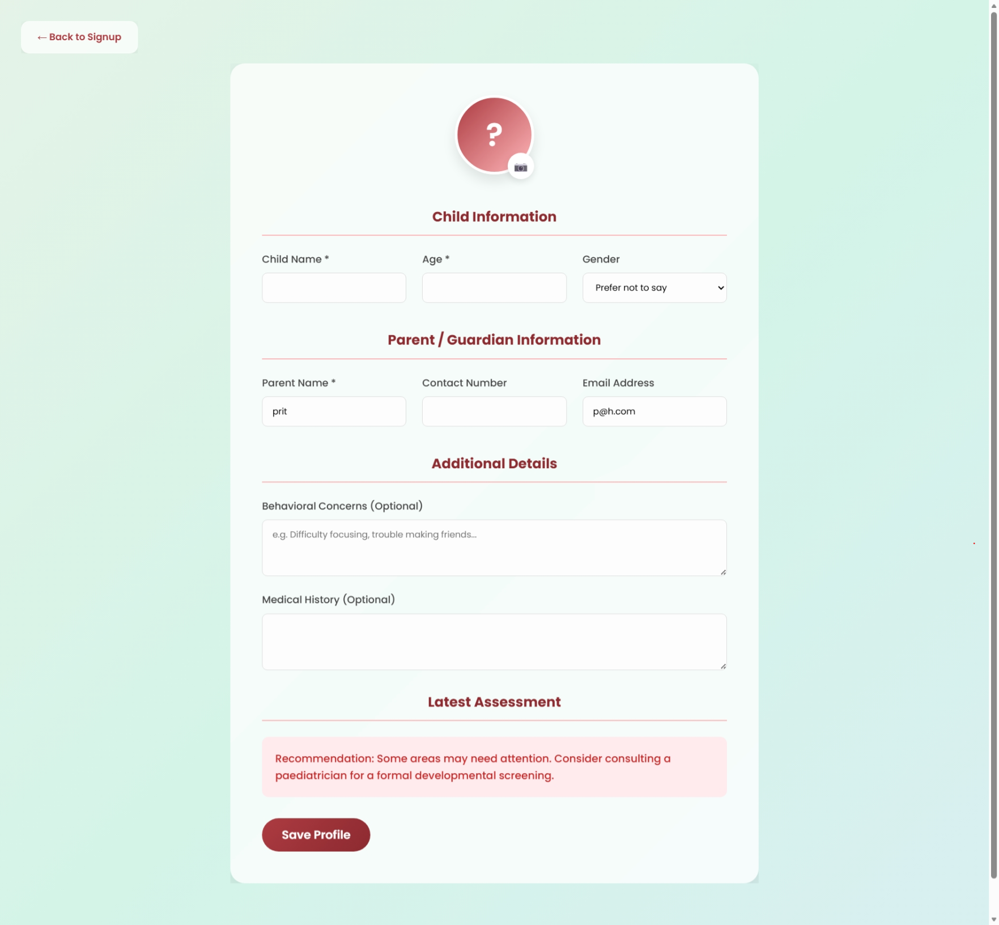 ← Back to Signup
?
Child Information
Child Name *
Age *
Gender
Prefer not to say
Parent / Guardian Information
Parent Name *
Contact Number
Email Address
prit
p@h.com
Additional Details
Behavioral Concerns (Optional)
e.g. Difficulty focusing, trouble making friends...
Medical History (Optional)
Latest Assessment
Recommendation: Some areas may need attention. Consider consulting a
paediatrician for a formal developmental screening.
Save Profile